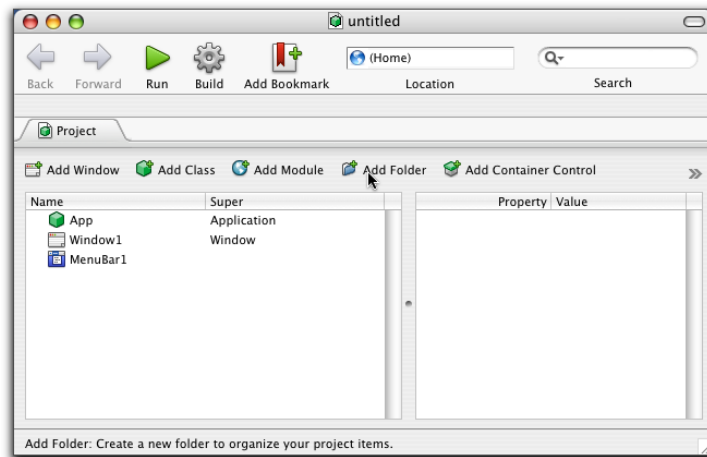 untitled
(Home)
Back Forward Run Build Add Bookmark Location Search
Project
Add Window Add Class Add Module Add Folder Add Container Control
Name Super Property Value
App Application
Window1 Window
MenuBar1
Add Folder: Create a new folder to organize your project items.